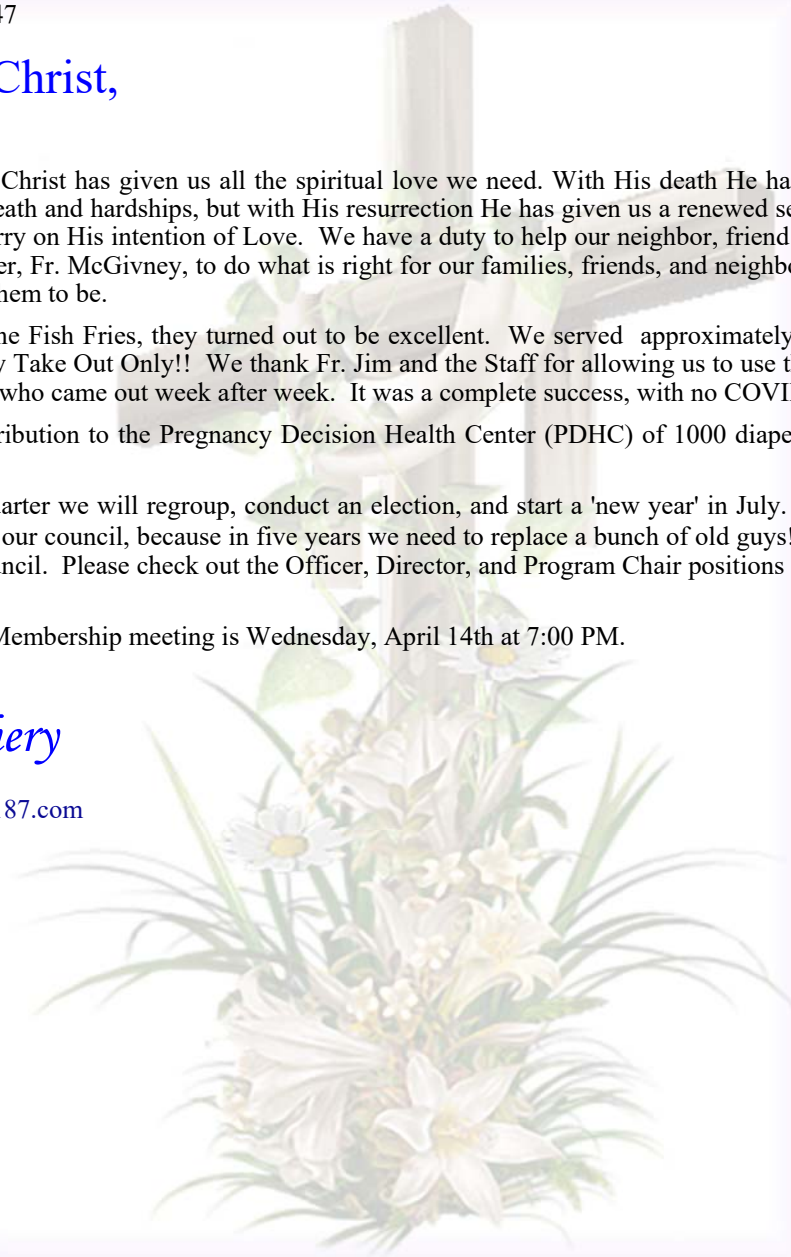 47
Christ,
Christ has given us all the spiritual love we need. With His death He ha
eath and hardships, but with His resurrection He has given us a renewed se
rry on His intention of Love. We have a duty to help our neighbor, friend
er, Fr. McGivney, to do what is right for our families, friends, and neighbo
hem to be.
he Fish Fries, they turned out to be excellent. We served approximately
y Take Out Only!! We thank Fr. Jim and the Staff for allowing us to use t
who came out week after week. It was a complete success, with no COVI
ribution to the Pregnancy Decision Health Center (PDHC) of 1000 diape
arter we will regroup, conduct an election, and start a 'new year' in July.
our council, because in five years we need to replace a bunch of old guys!
ncil. Please check out the Officer, Director, and Program Chair positions
Membership meeting is Wednesday, April 14th at 7:00 PM.
iery
187.com